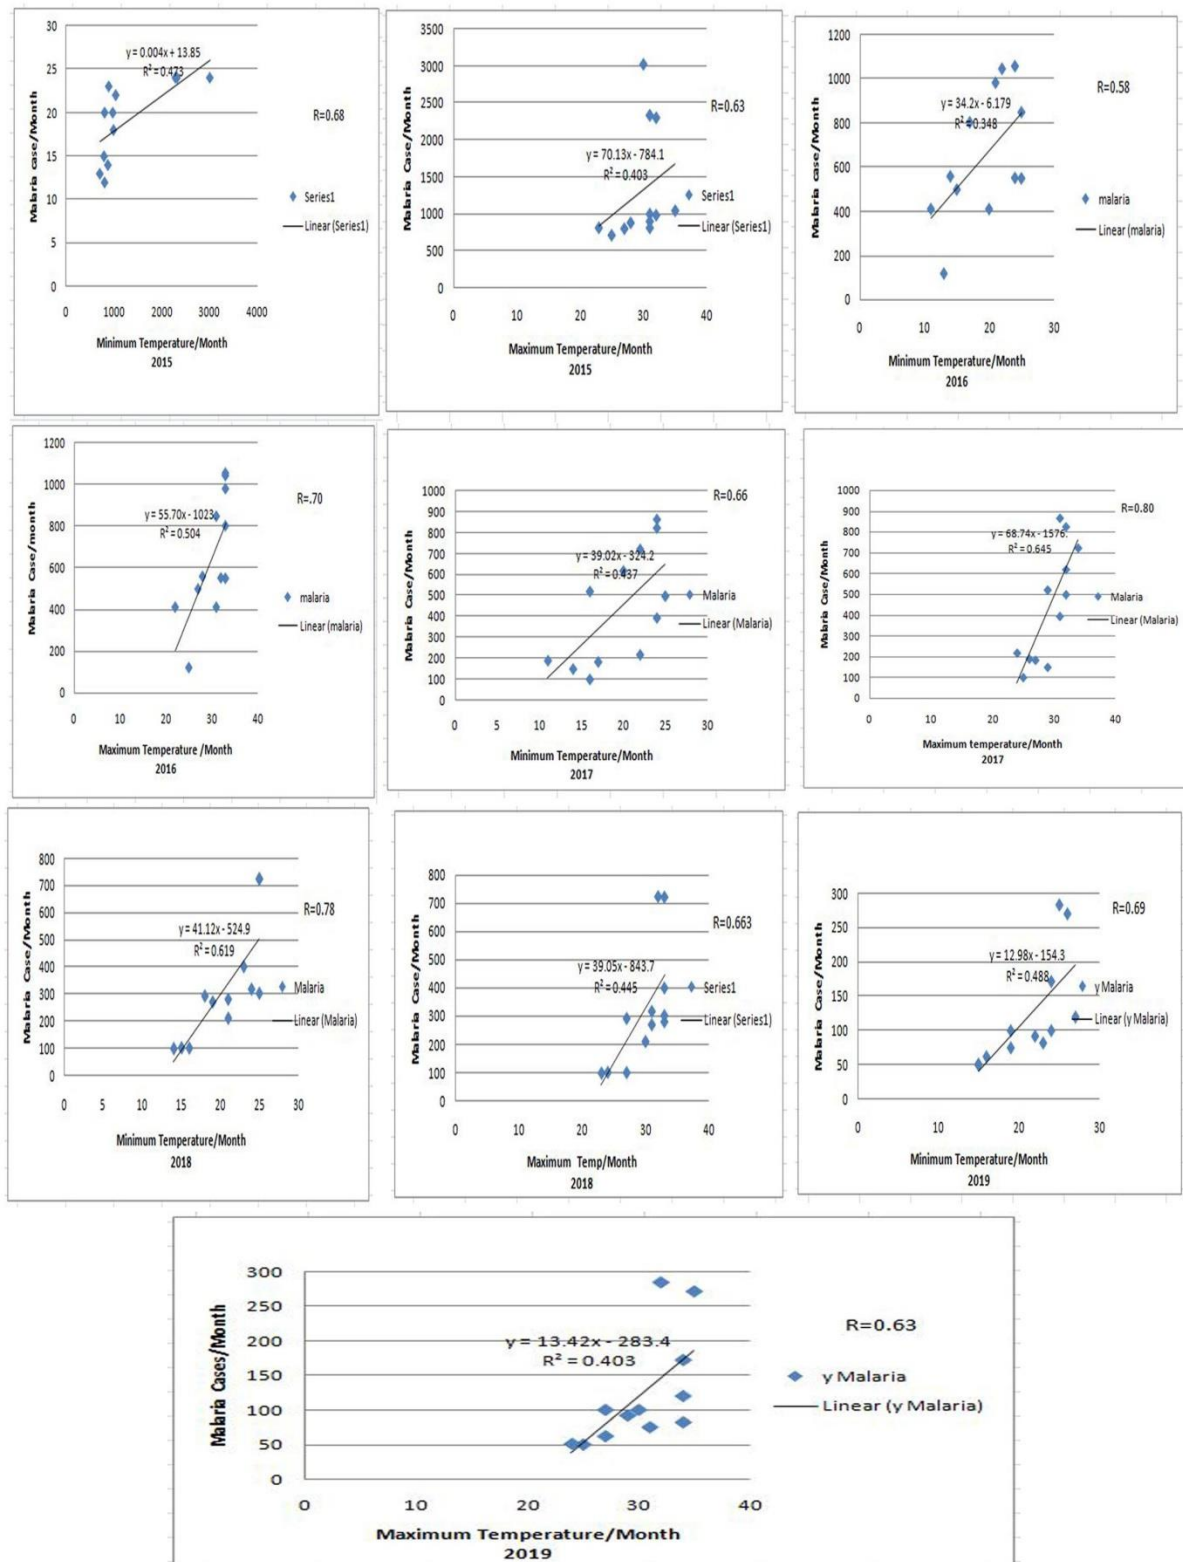 30
25
20
15
10
5
0
Malaria case/Month
y = 0.004x + 13.85
R² = 0.473
R=0.68
Series1
Linear (Series1)
0 1000 2000 3000 4000
Minimum Temperature/Month
2015
3500
3000
2500
2000
1500
1000
500
0
Malaria Case/Month
R=0.63
y = 70.13x - 784.1
R² = 0.403
Series1
Linear (Series1)
0 10 20 30 40
Maximum Temperature/Month
2015
1200
1000
800
600
400
200
0
Malaria case/Month
R=0.58
y = 34.2x - 6.179
R² = 0.348
malaria
Linear (malaria)
0 10 20 30
Minimum Temperature/Month
2016
1200
1000
800
600
400
200
0
Malaria Case/month
R=.70
y = 55.70x - 1023
R² = 0.504
malaria
Linear (malaria)
0 10 20 30 40
Maximum Temperature /Month
2016
1000
900
800
700
600
500
400
300
200
100
0
Malaria Case/Month
R=0.66
y = 39.02x - 324.2
R² = 0.437
Malaria
Linear (Malaria)
0 5 10 15 20 25 30
Minimum Temperature/Month
2017
1000
900
800
700
600
500
400
300
200
100
0
Malaria Case/Month
R=0.80
y = 68.74x - 1576.
R² = 0.645
Malaria
Linear (Malaria)
0 10 20 30 40
Maximum temperature/Month
2017
800
700
600
500
400
300
200
100
0
Malaria Case/Month
R=0.78
y = 41.12x - 524.9
R² = 0.619
Malaria
Linear (Malaria)
0 5 10 15 20 25 30
Minimum Temperature/Month
2018
800
700
600
500
400
300
200
100
0
Malaria Case/Month
R=0.663
y = 39.05x - 843.7
R² = 0.445
Series1
Linear (Series1)
0 10 20 30 40
Maximum Temp/Month
2018
300
250
200
150
100
50
0
Malaria Case/Month
R=0.69
y = 12.98x - 154.3
R² = 0.488
y Malaria
Linear (y Malaria)
0 10 20 30
Minimum Temperature/Month
2019
300
250
200
150
100
50
0
Malaria Cases/Month
R=0.63
y = 13.42x - 283.4
R² = 0.403
y Malaria
Linear (y Malaria)
0 10 20 30 40
Maximum Temperature/Month
2019